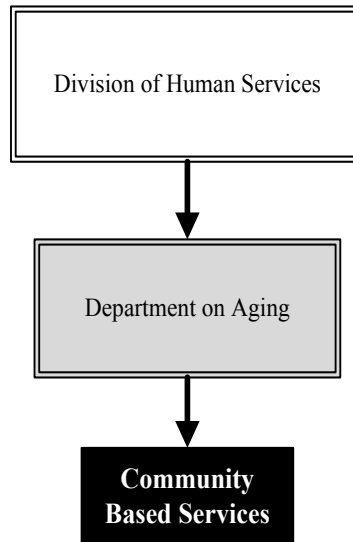 Division of Human Services
Department on Aging
Community
Based Services